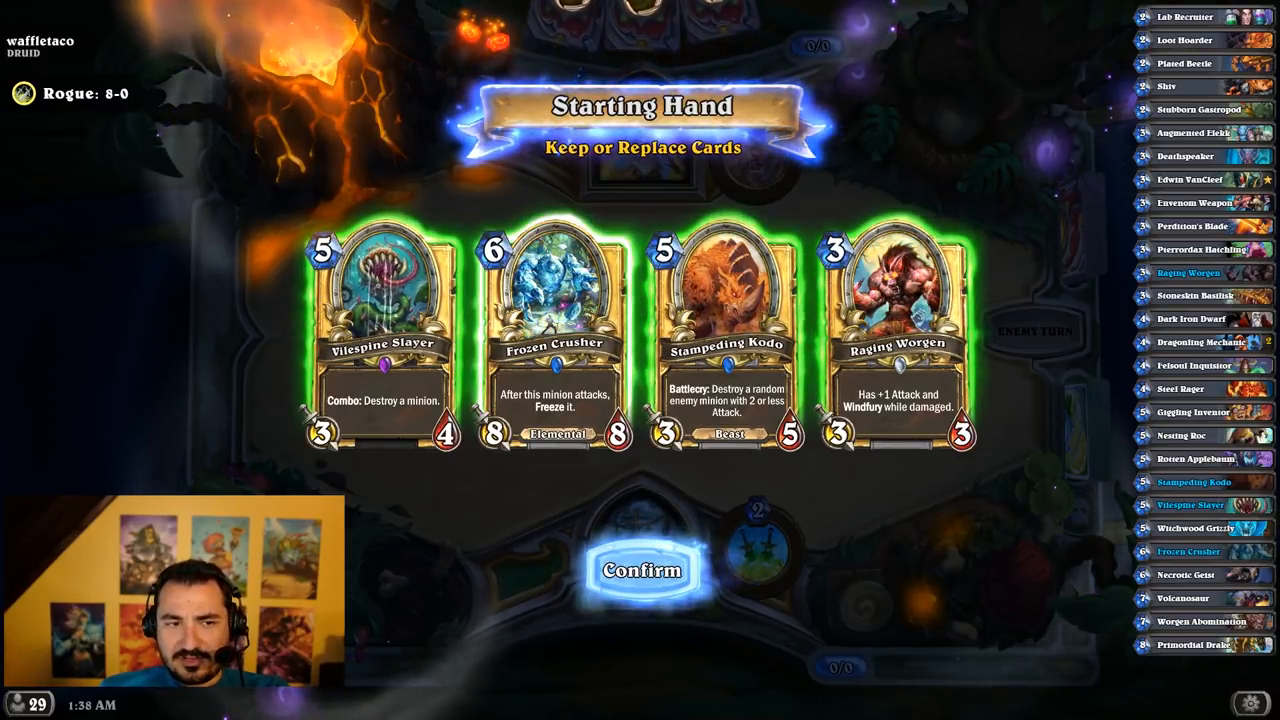 waffletaco
DRUID
Rogue: 8-0
0/0
Starting Hand
Keep or Replace Cards
5
Vilespine Slayer
Combo: Destroy a minion.
3
4
6
Frozen Crusher
After this minion attacks,
Freeze it.
Elemental
8
8
5
Stampeding Kodo
Battlecry: Destroy a random
enemy minion with 2 or less
Attack.
Beast
3
5
3
Raging Worgen
Has +1 Attack and
Windfury while damaged.
3
3
ENEMY TURN
Confirm
2
0/0
29
1:38 AM
2 Lab Recruiter
2 Loot Hoarder
2 Plated Beetle
2 Shiv
2 Stubborn Gastropod
3 Augmented Elekk
3 Deathspeaker
3 Edwin VanCleef
3 Envenom Weapon
3 Perdition's Blade
3 Pterrordax Hatchling
3 Raging Worgen
3 Stoneskin Basilisk
4 Dark Iron Dwarf
4 Dragonling Mechanic 2
4 Felsoul Inquisitor
4 Steel Rager
5 Giggling Inventor
5 Nesting Roc
5 Rotten Applebaum
5 Stampeding Kodo
5 Vilespine Slayer
5 Witchwood Grizzly
6 Frozen Crusher
6 Necrotic Geist
7 Volcanosaur
7 Worgen Abomination
8 Primordial Drake